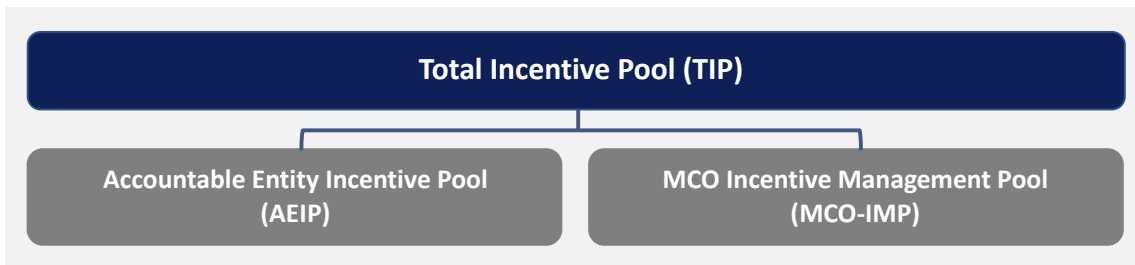 Total Incentive Pool (TIP)
Accountable Entity Incentive Pool
(AEIP)
MCO Incentive Management Pool
(MCO-IMP)